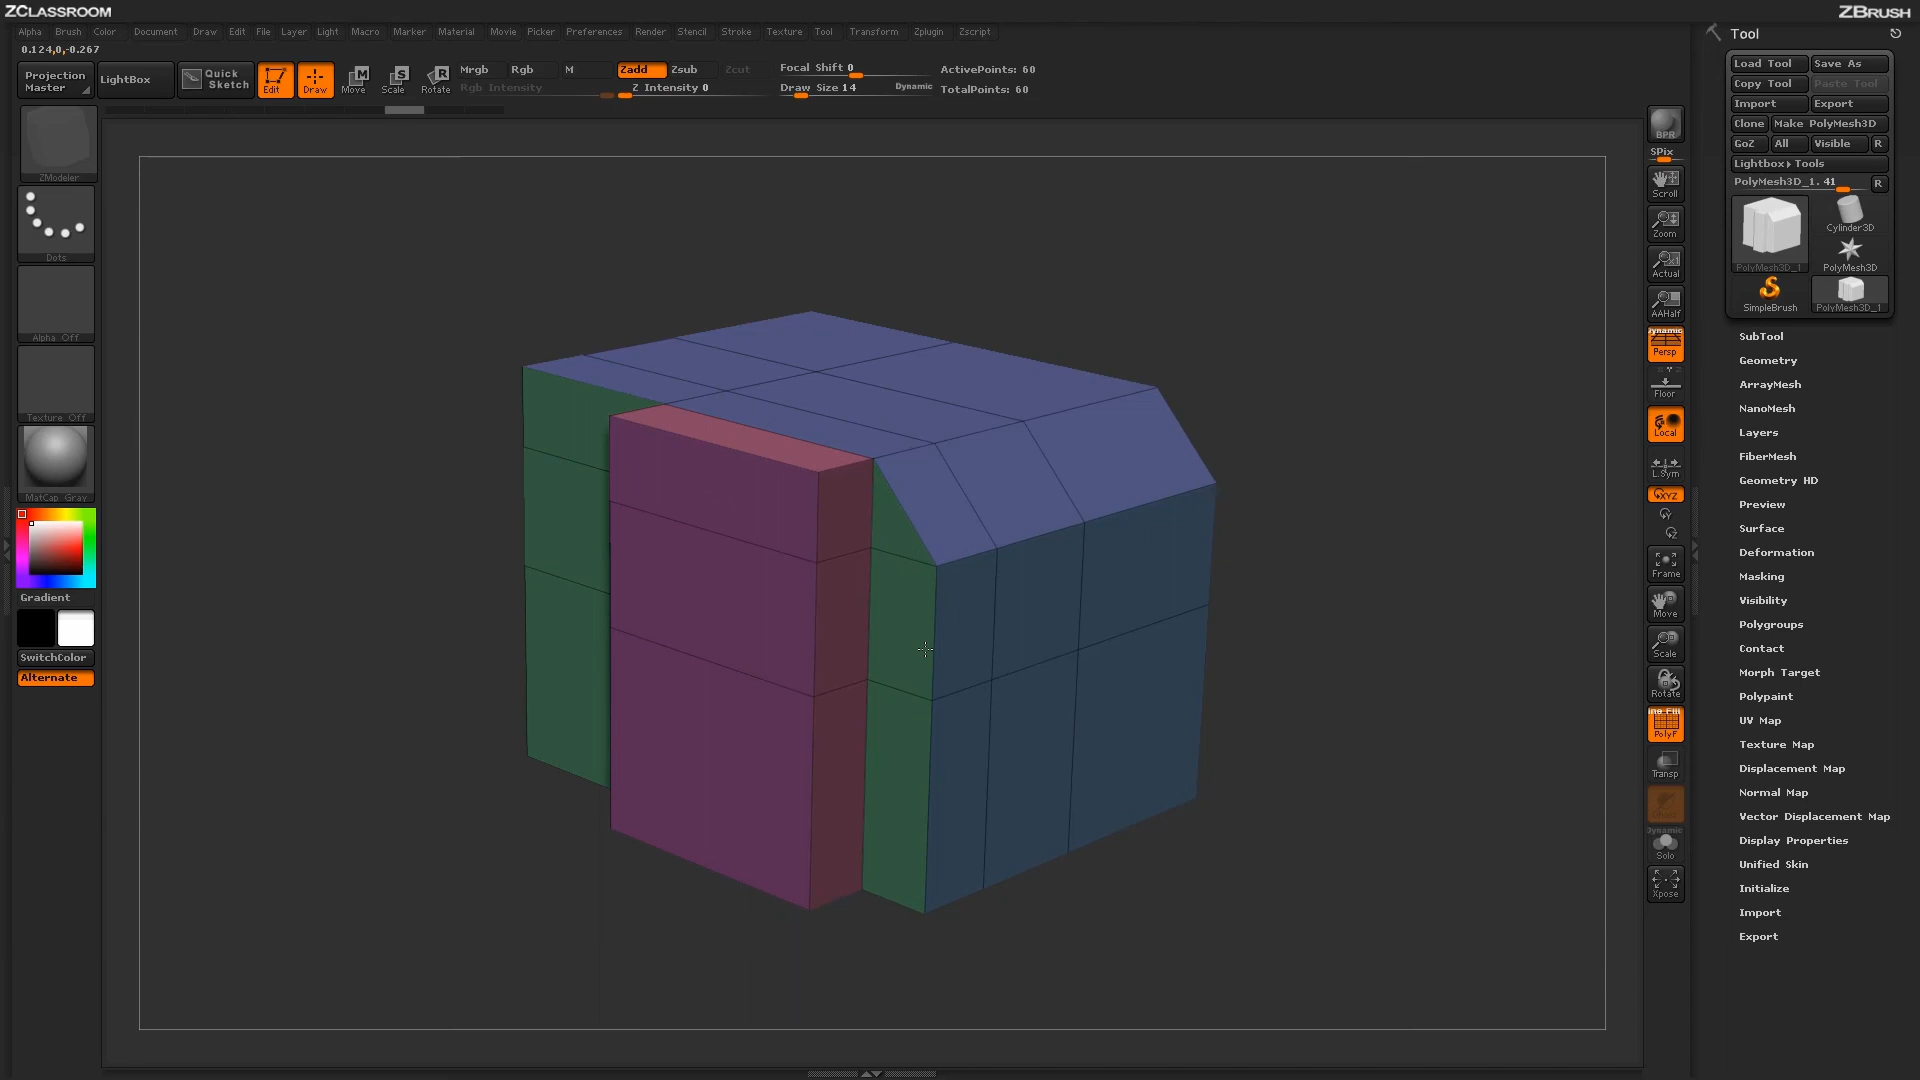 ZCLASSROOM
ZBRUSH
Alpha Brush Color Document Draw Edit File Layer Light Macro Marker Material Movie Picker Preferences Render Stencil Stroke Texture Tool Transform Zplugin Zscript
0.124,0,-0.267
Projection Master
LightBox
Quick Sketch
Edit
Draw
Move
Scale
Rotate
Mrgb Rgb M
Rgb Intensity
Zadd Zsub Zcut
Z Intensity 0
Focal Shift 0
Draw Size 14
Dynamic
ActivePoints: 60
TotalPoints: 60
ZModeler
Dots
Alpha Off
Texture Off
MatCap Gray
Gradient
SwitchColor
Alternate
BPR
SPix
Scroll
Zoom
Actual
AAHalf
Dynamic
Persp
Floor
Local
L.Sym
XYZ
Y
Z
Frame
Move
Scale
Rotate
PolyF
Transp
Dynamic
Solo
Xpose
Tool
Load Tool Save As
Copy Tool Paste Tool
Import Export
Clone Make PolyMesh3D
GoZ All Visible R
Lightbox▸Tools
PolyMesh3D_1. 41 R
PolyMesh3D_1
Cylinder3D
PolyMesh3D
SimpleBrush
PolyMesh3D_1
SubTool
Geometry
ArrayMesh
NanoMesh
Layers
FiberMesh
Geometry HD
Preview
Surface
Deformation
Masking
Visibility
Polygroups
Contact
Morph Target
Polypaint
UV Map
Texture Map
Displacement Map
Normal Map
Vector Displacement Map
Display Properties
Unified Skin
Initialize
Import
Export